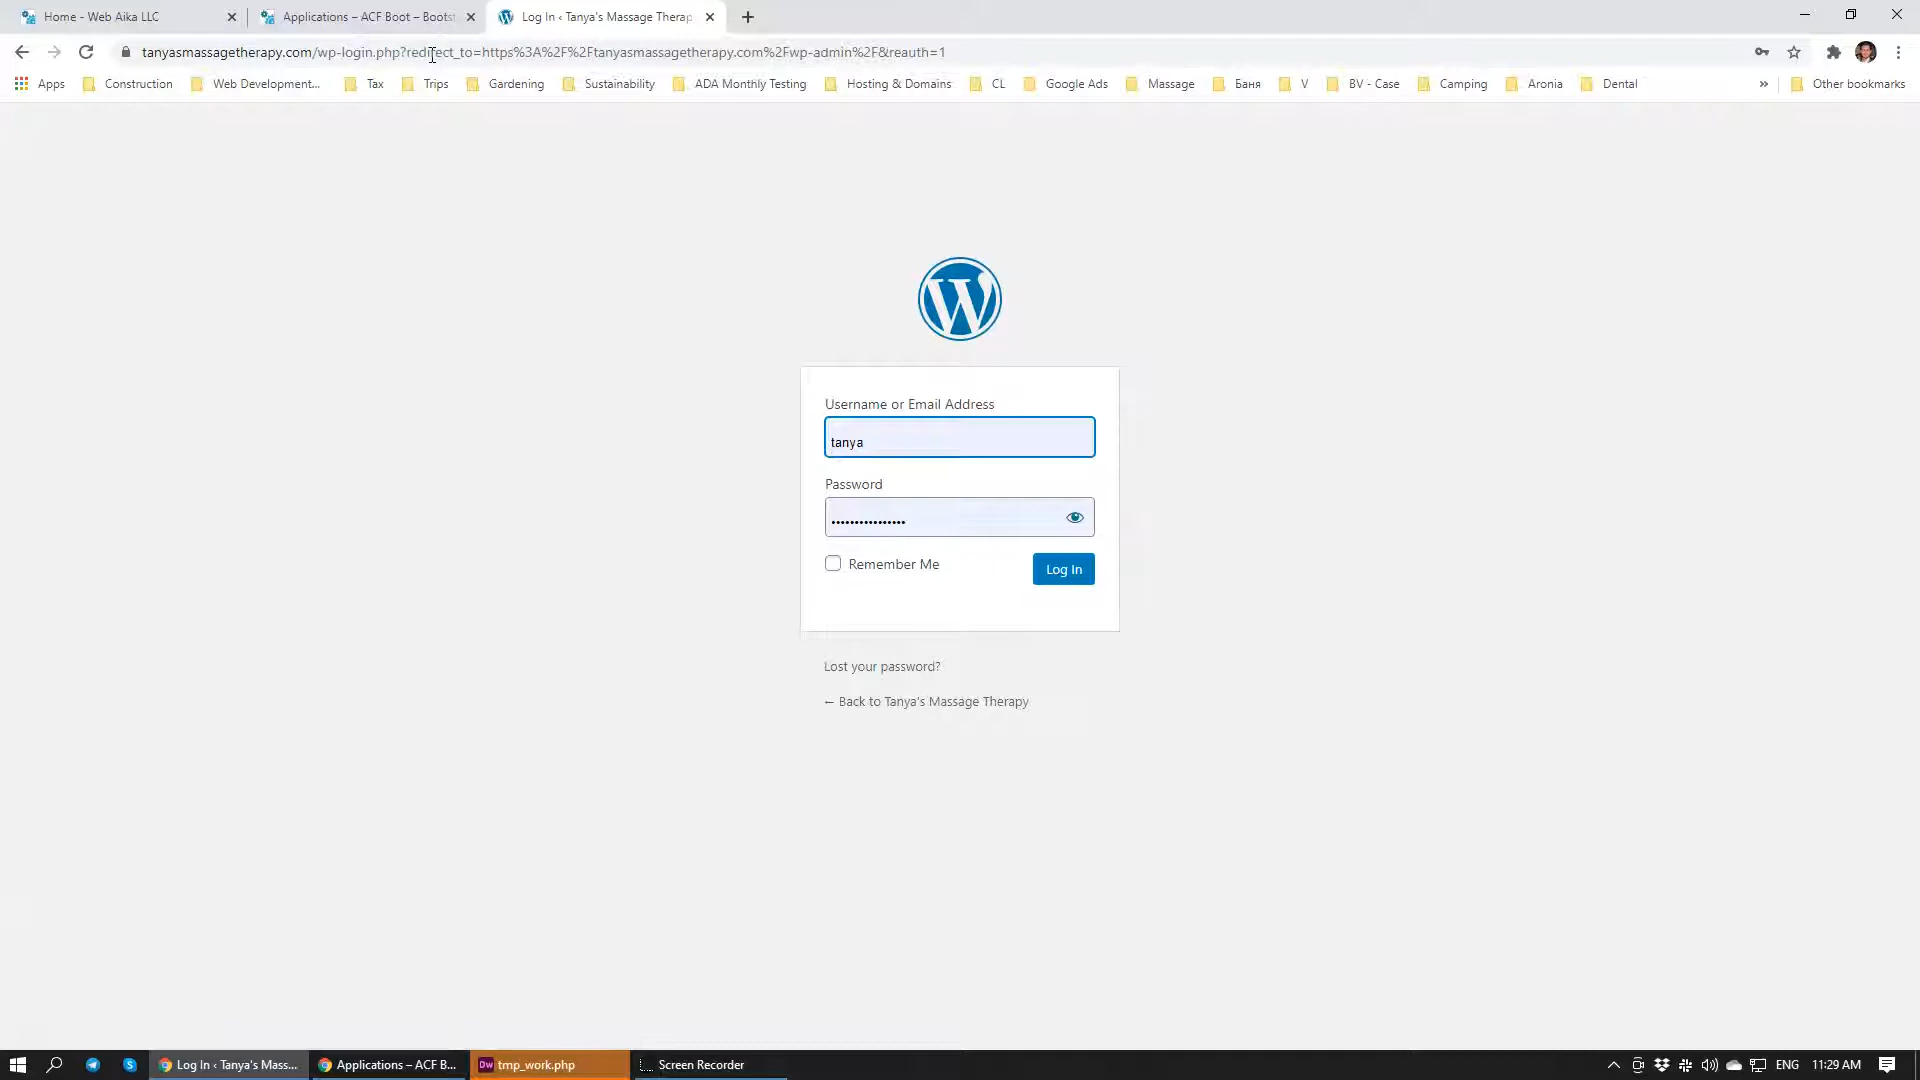 Home - Web Aika LLC
Applications – ACF Boot – Bootst
Log In ‹ Tanya's Massage Therap
tanyasmassagetherapy.com/wp-login.php?redirect_to=https%3A%2F%2Ftanyasmassagetherapy.com%2Fwp-admin%2F&reauth=1
Apps Construction Web Development... Tax Trips Gardening Sustainability ADA Monthly Testing Hosting & Domains CL Google Ads Massage Баня V BV - Case Camping Aronia Dental » Other bookmarks
Username or Email Address
tanya
Password
••••••••••••••••
Remember Me
Log In
Lost your password?
← Back to Tanya's Massage Therapy
Log In ‹ Tanya's Mass...
Applications – ACF B...
Dw tmp_work.php
Screen Recorder
ENG
11:29 AM